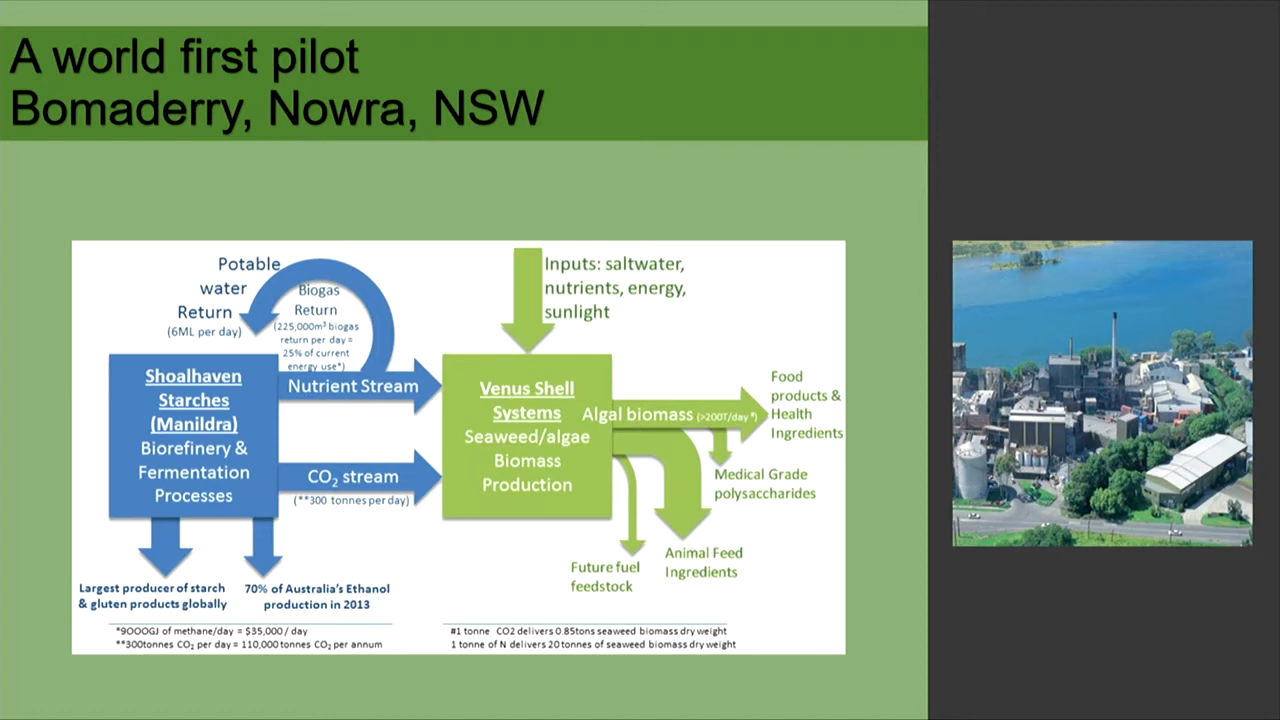 A world first pilot
Bomaderry, Nowra, NSW
Potable
water
Return
(6ML per day)
Biogas
Return
(225,000m³ biogas
return per day =
25% of current
energy use*)
Inputs: saltwater,
nutrients, energy,
sunlight
Shoalhaven
Starches
(Manildra)
Biorefinery &
Fermentation
Processes
Nutrient Stream
CO₂ stream
(**300 tonnes per day)
Venus Shell
Systems
Seaweed/algae
Biomass
Production
Algal biomass (>200T/day #)
Food
products &
Health
Ingredients
Medical Grade
polysaccharides
Animal Feed
Ingredients
Future fuel
feedstock
Largest producer of starch
& gluten products globally
70% of Australia's Ethanol
production in 2013
*9OOOGJ of methane/day = $35,000 / day
**300tonnes CO₂ per day = 110,000 tonnes CO₂ per annum
#1 tonne CO2 delivers 0.85tons seaweed biomass dry weight
1 tonne of N delivers 20 tonnes of seaweed biomass dry weight